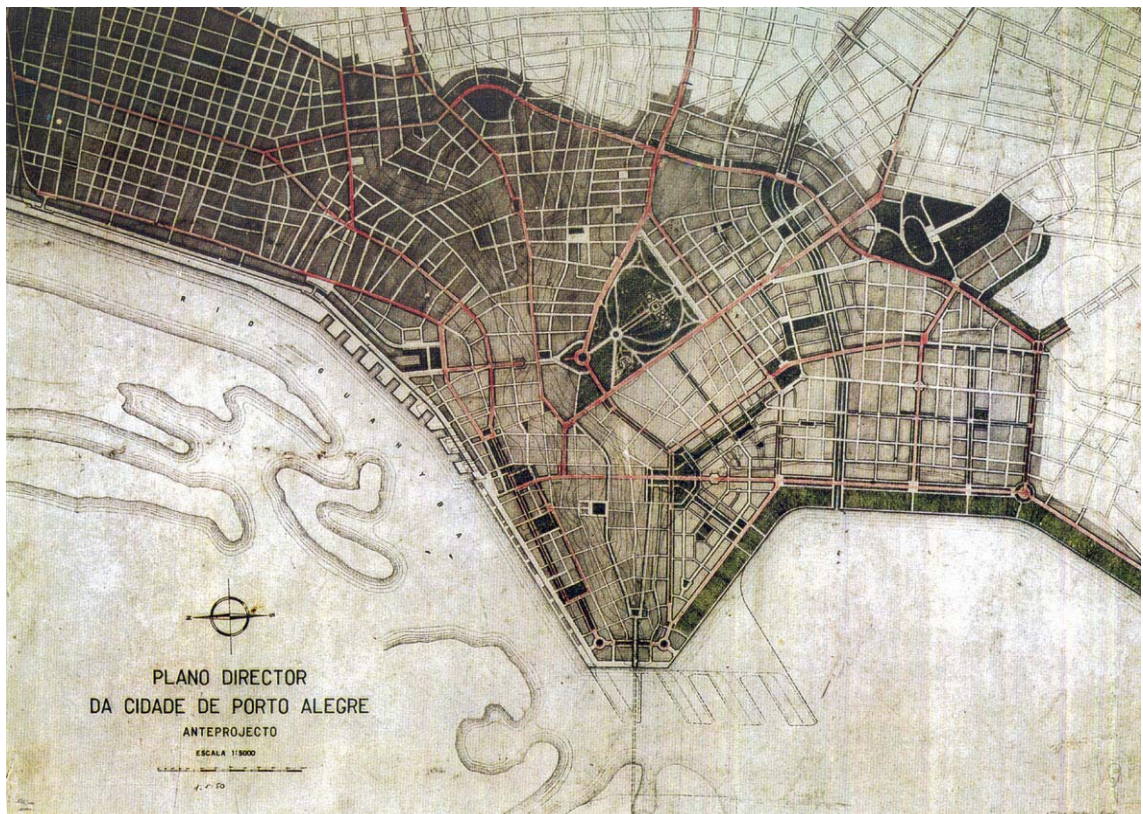 RIO GUAHYBA
N S
PLANO DIRECTOR
DA CIDADE DE PORTO ALEGRE
ANTEPROJECTO
ESCALA 1:5000